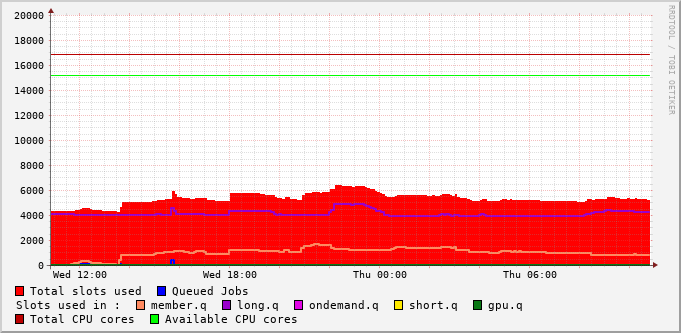 20000
18000
16000
14000
12000
10000
8000
6000
4000
2000
0
Wed 12:00 Wed 18:00 Thu 00:00 Thu 06:00
Total slots used Queued Jobs
Slots used in : member.q long.q ondemand.q short.q gpu.q
Total CPU cores Available CPU cores
RRDTOOL / TOBI OETIKER